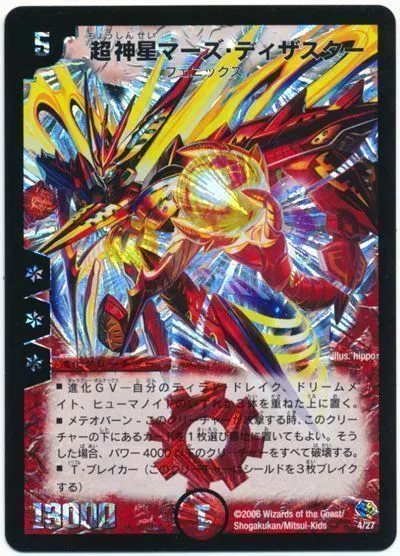 5
ちょうしんせい
超神星マーズ・ディザスター
フェニックス
illus. hippo
■ 進化GV－自分のティラノ・ドレイク、ドリームメ
イト、ヒューマノイドのいずれか3体を重ねた上に置く。
■ メテオバーン - このクリーチャーが攻撃する時、このクリー
チャーの下にあるカードを1枚選び墓地に置いてもよい。そう
した場合、パワー4000以下のクリーチャーをすべて破壊する。
■ T・ブレイカー（このクリーチャーはシールドを3枚ブレイク
する）
13000
©2006 Wizards of the Coast/
Shogakukan/Mitsui-Kids
4/27